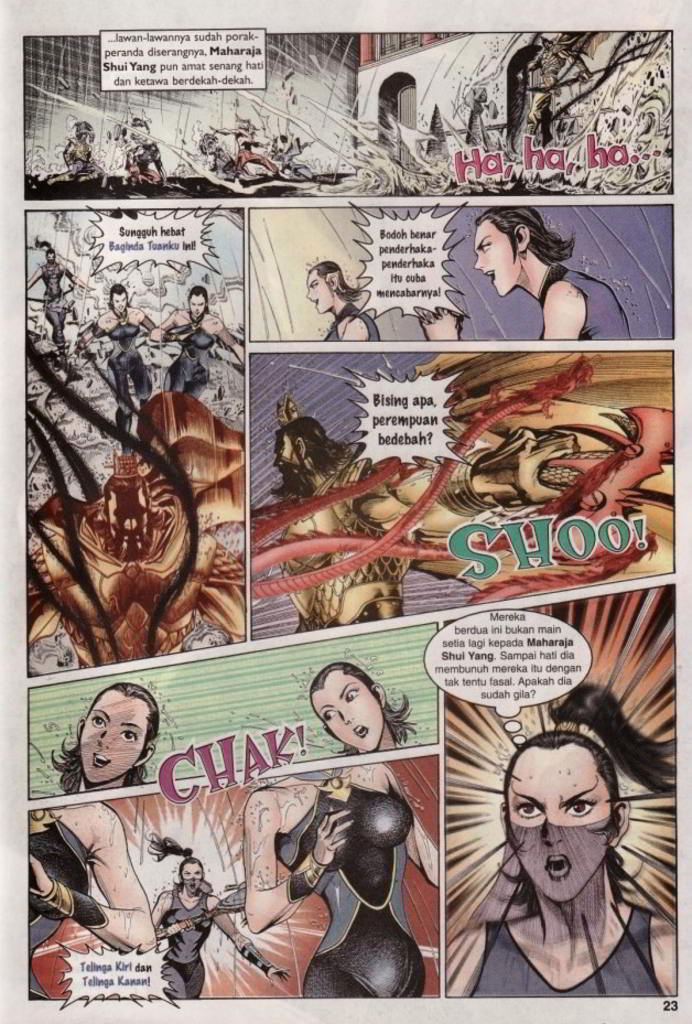 ...lawan-lawannya sudah porak-
peranda diserangnya, Maharaja
Shui Yang pun amat senang hati
dan ketawa berdekah-dekah.
Ha, ha, ha...
Sungguh hebat
Baginda Tuanku ini!
Bodoh benar
penderhaka-
penderhaka
itu cuba
mencabarnya!
Bising apa,
perempuan
bedebah?
SHOO!
CHAK!
Mereka
berdua ini bukan main
setia lagi kepada Maharaja
Shui Yang. Sampai hati dia
membunuh mereka itu dengan
tak tentu fasal. Apakah dia
sudah gila?
Telinga Kiri dan
Telinga Kanan!
23